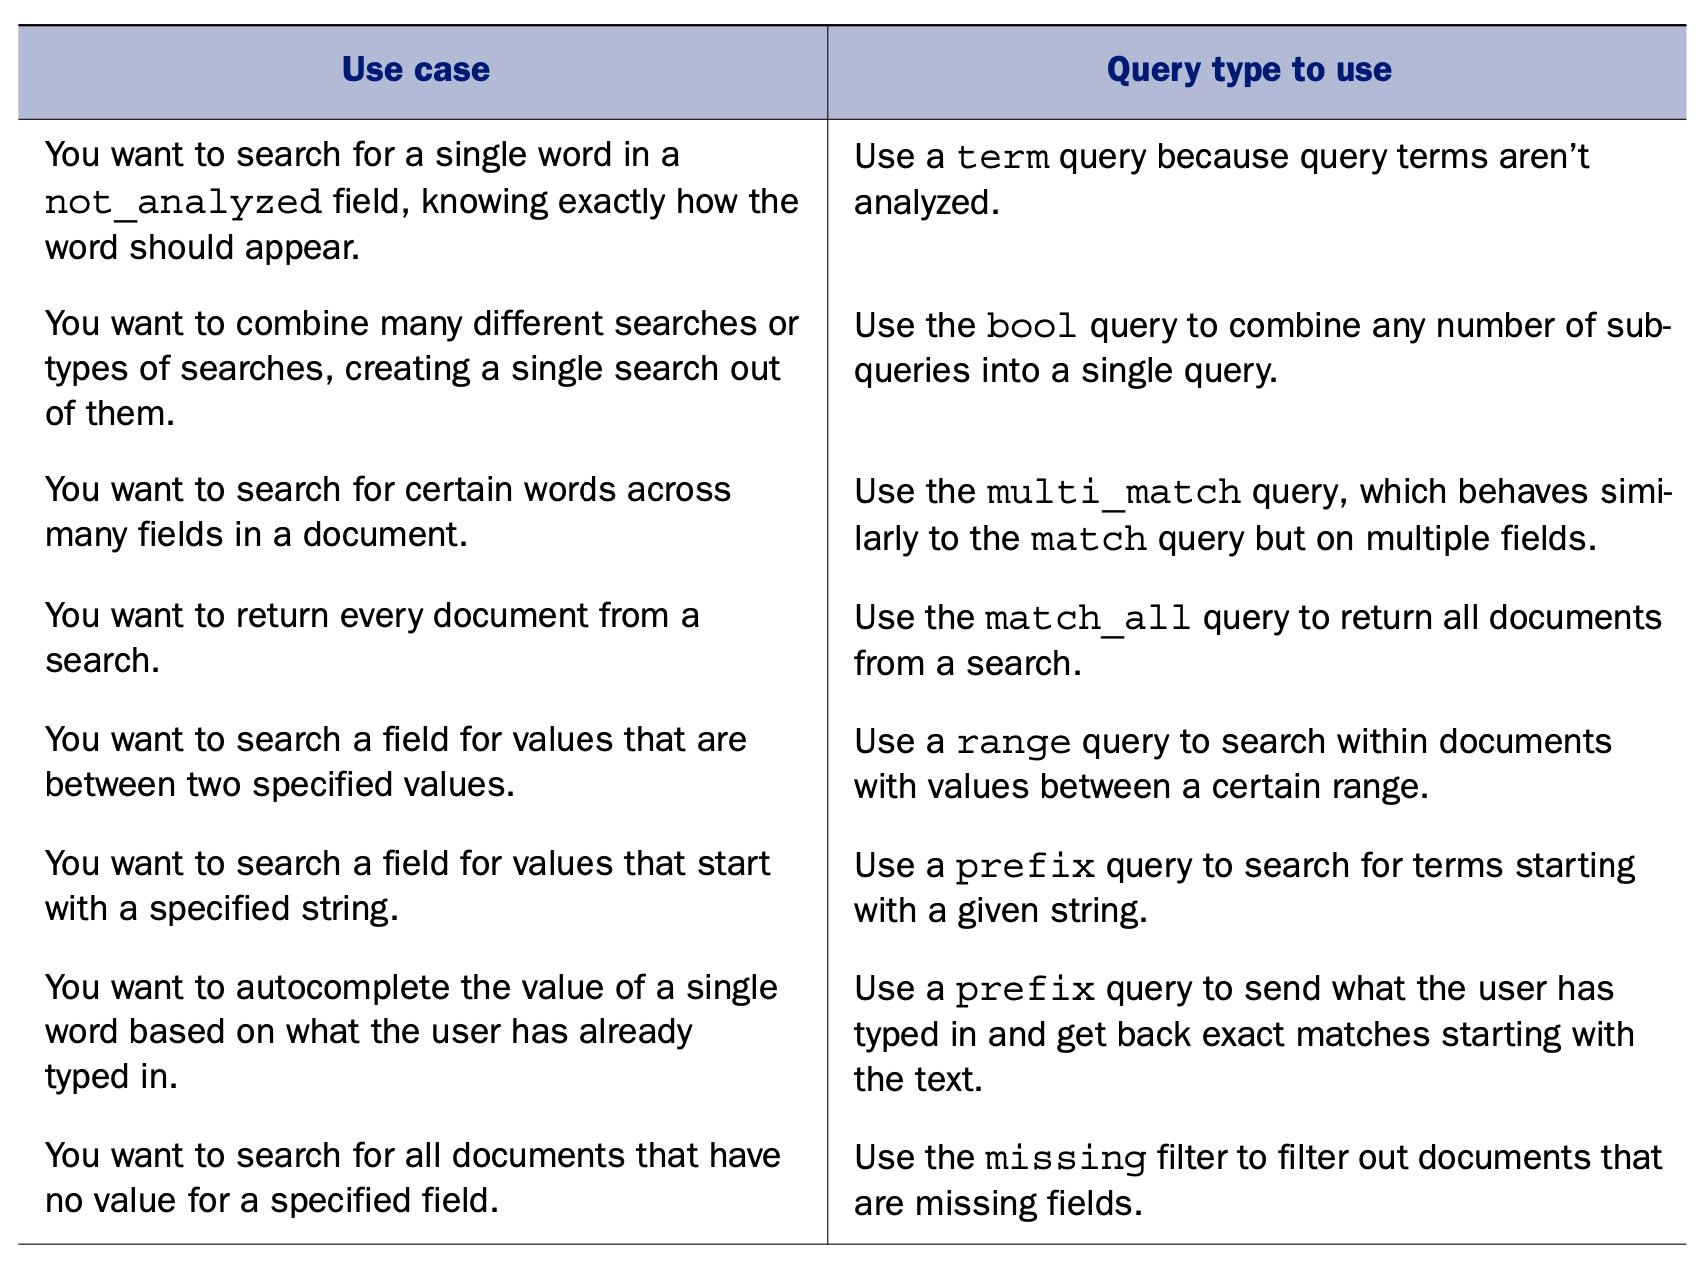 Use case
Query type to use
You want to search for a single word in a
not_analyzed field, knowing exactly how the
word should appear.
Use a term query because query terms aren’t
analyzed.
You want to combine many different searches or
types of searches, creating a single search out
of them.
Use the bool query to combine any number of sub-
queries into a single query.
You want to search for certain words across
many fields in a document.
Use the multi_match query, which behaves simi-
larly to the match query but on multiple fields.
You want to return every document from a
search.
Use the match_all query to return all documents
from a search.
You want to search a field for values that are
between two specified values.
Use a range query to search within documents
with values between a certain range.
You want to search a field for values that start
with a specified string.
Use a prefix query to search for terms starting
with a given string.
You want to autocomplete the value of a single
word based on what the user has already
typed in.
Use a prefix query to send what the user has
typed in and get back exact matches starting with
the text.
You want to search for all documents that have
no value for a specified field.
Use the missing filter to filter out documents that
are missing fields.